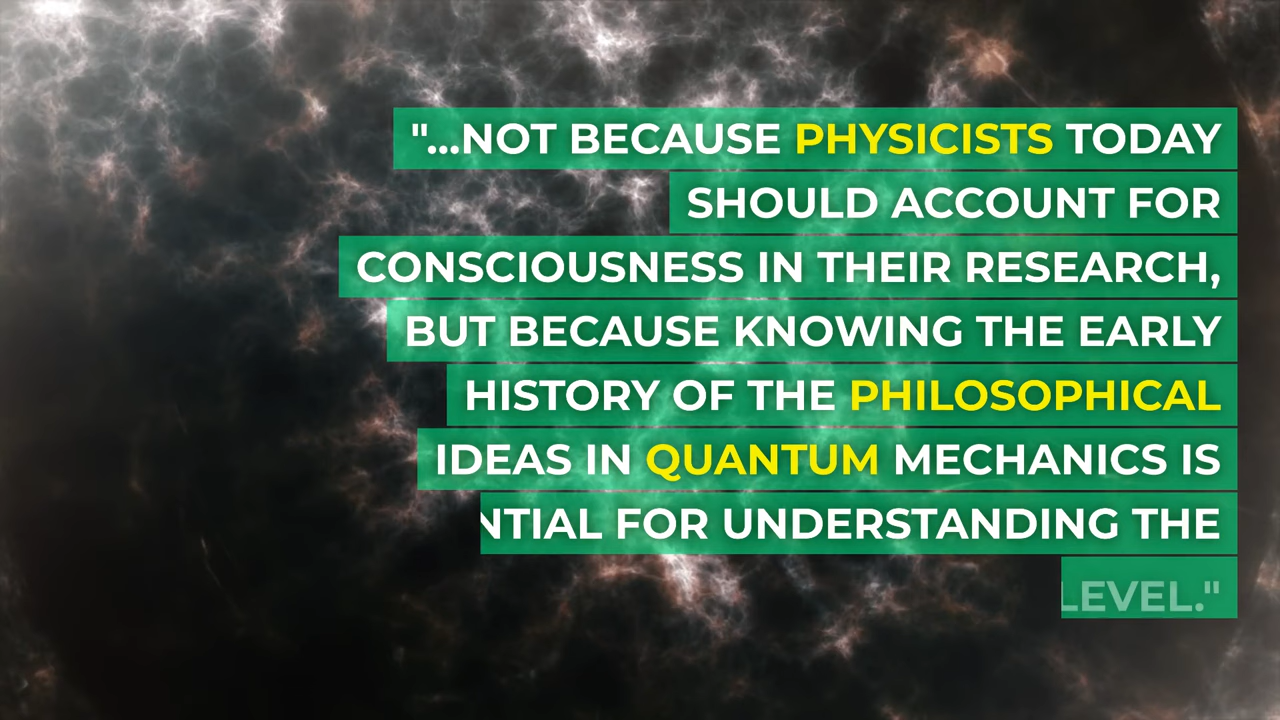 "...NOT BECAUSE PHYSICISTS TODAY
SHOULD ACCOUNT FOR
CONSCIOUSNESS IN THEIR RESEARCH,
BUT BECAUSE KNOWING THE EARLY
HISTORY OF THE PHILOSOPHICAL
IDEAS IN QUANTUM MECHANICS IS
NTIAL FOR UNDERSTANDING THE
LEVEL."